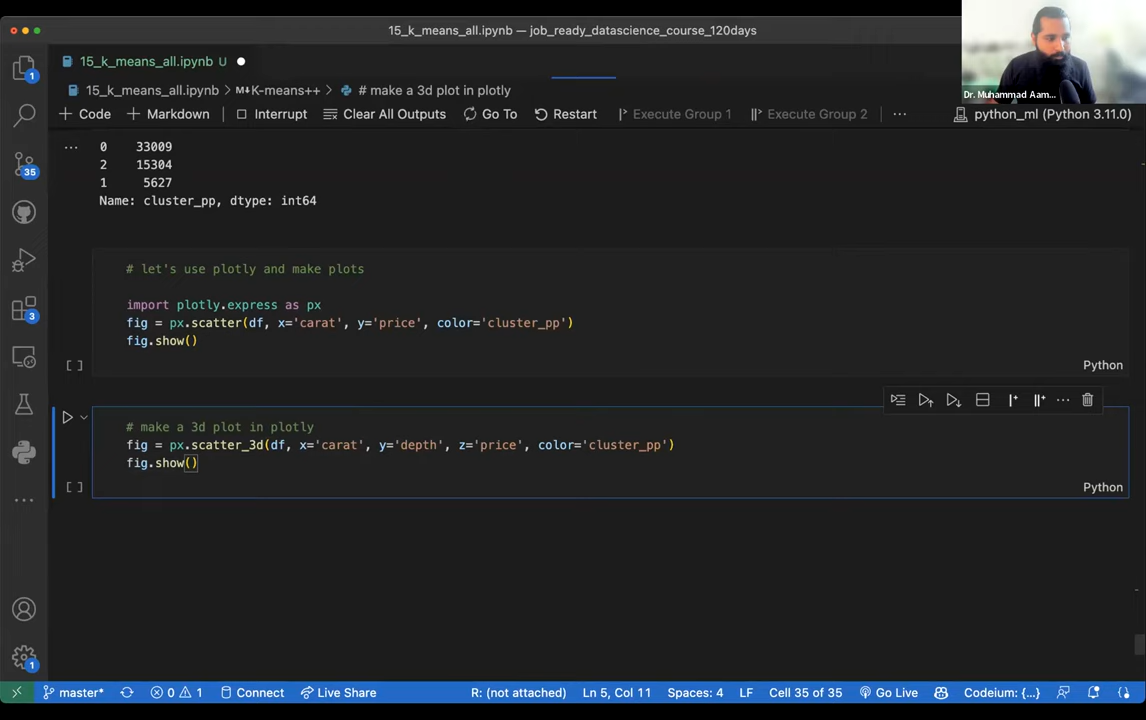 15_k_means_all.ipynb — job_ready_datascience_course_120days
15_k_means_all.ipynb U
15_k_means_all.ipynb > M↓K-means++ > # make a 3d plot in plotly
Dr. Muhammad Aam...
+ Code + Markdown Interrupt Clear All Outputs Go To Restart Execute Group 1 Execute Group 2 ... python_ml (Python 3.11.0)
... 0 33009
2 15304
1 5627
Name: cluster_pp, dtype: int64
# let's use plotly and make plots
import plotly.express as px
fig = px.scatter(df, x='carat', y='price', color='cluster_pp')
fig.show()
[ ] Python
# make a 3d plot in plotly
fig = px.scatter_3d(df, x='carat', y='depth', z='price', color='cluster_pp')
fig.show()
[ ] Python
1
35
3
1
master* 0 1 Connect Live Share R: (not attached) Ln 5, Col 11 Spaces: 4 LF Cell 35 of 35 Go Live Codeium: {...}